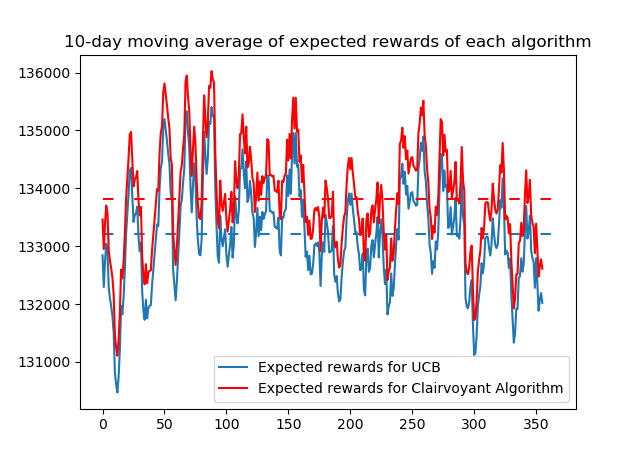 10-day moving average of expected rewards of each algorithm
136000
135000
134000
133000
132000
131000
Expected rewards for UCB
Expected rewards for Clairvoyant Algorithm
0 50 100 150 200 250 300 350